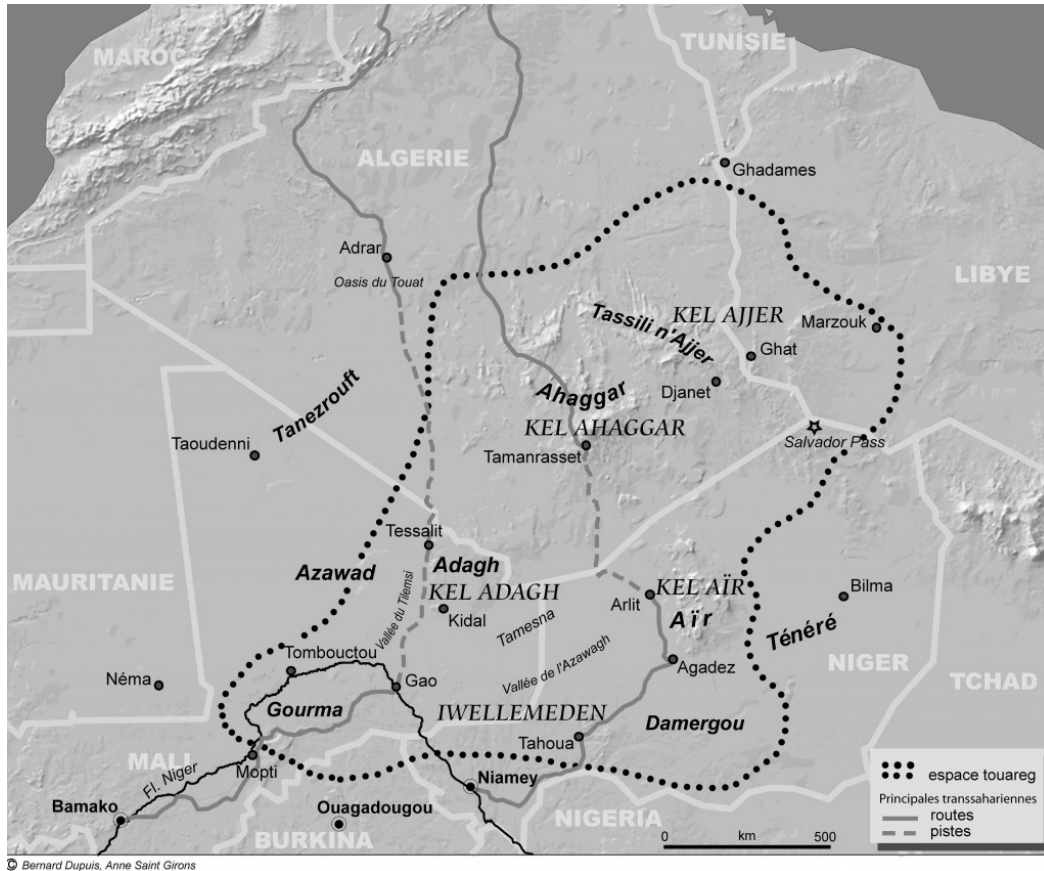 MAROC
TUNISIE
ALGERIE
Ghadames
Adrar
Oasis du Touat
LIBYE
KEL AJJER
Marzouk
Tassili n'Ajjer
Ghat
Djanet
Ahaggar
Tanezrouft
KEL AHAGGAR
Taoudenni
Tamanrasset
Salvador Pass
Tessalit
Azawad
Adagh
MAURITANIE
KEL ADAGH
Vallée du Tilemsi
Kidal
Tamesna
Arlit
KEL AÏR
Aïr
Bilma
Ténéré
Tombouctou
Néma
Gao
Vallée de l'Azawagh
Agadez
NIGER
TCHAD
Gourma
IWELLEMEDEN
Damergou
Tahoua
MALI
Mopti
Fl. Niger
Niamey
Bamako
Ouagadougou
BURKINA
NIGERIA
0 km 500
espace touareg
Principales transsahariennes
routes
pistes
© Bernard Dupuis, Anne Saint Girons